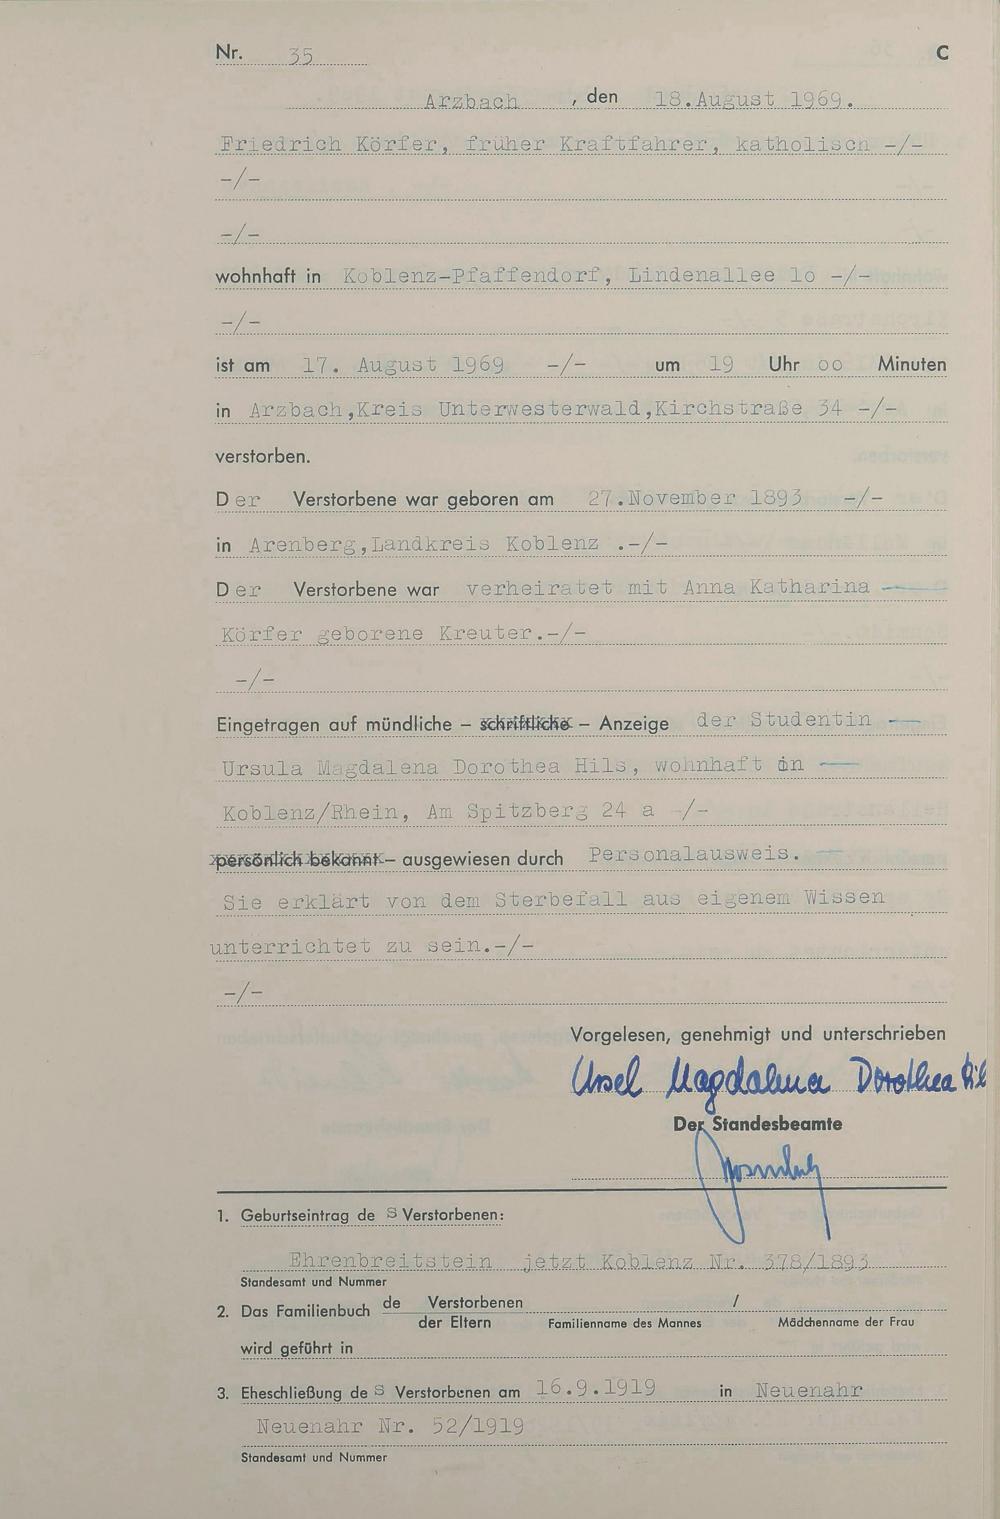 Nr. 35 C
Arzbach , den 18.August 1969.
Friedrich Körfer, früher Kraftfahrer, katholisch -/-
-/-
-/-
wohnhaft in Koblenz-Pfaffendorf, Lindenallee lo -/-
-/-
ist am 17. August 1969 -/- um 19 Uhr oo Minuten
in Arzbach,Kreis Unterwesterwald,Kirchstraße 34 -/-
verstorben.
Der Verstorbene war geboren am 27.November 1893 -/-
in Arenberg,Landkreis Koblenz .-/-
Der Verstorbene war verheiratet mit Anna Katharina —
Körfer geborene Kreuter.-/-
-/-
Eingetragen auf mündliche – schriftliche – Anzeige der Studentin —
Ursula Magdalena Dorothea Hils, wohnhaft in —
Koblenz/Rhein, Am Spitzberg 24 a -/-
persönlich bekannt – ausgewiesen durch Personalausweis. —
Sie erklärt von dem Sterbefall aus eigenem Wissen
unterrichtet zu sein.-/-
-/-
Vorgelesen, genehmigt und unterschrieben
Ursel Magdalena Dorothea Hil
Der Standesbeamte
1. Geburtseintrag de S Verstorbenen:
Ehrenbreitstein jetzt Koblenz Nr. 378/1893
Standesamt und Nummer
2. Das Familienbuch de Verstorbenen /
der Eltern Familienname des Mannes Mädchenname der Frau
wird geführt in
3. Eheschließung de S Verstorbenen am 16.9.1919 in Neuenahr
Neuenahr Nr. 52/1919
Standesamt und Nummer